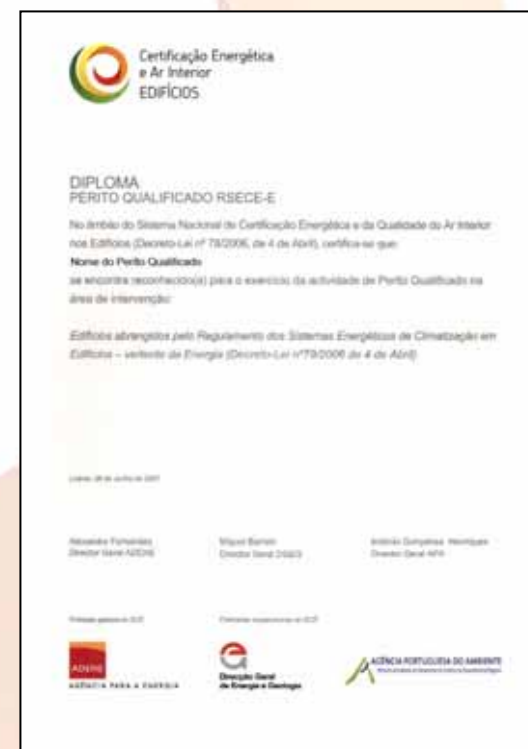 Certificação Energética
e Ar Interior
EDIFÍCIOS
DIPLOMA
PERITO QUALIFICADO RSECE-E
No âmbito do Sistema Nacional de Certificação Energética e da Qualidade do Ar Interior
nos Edifícios (Decreto-Lei nº 78/2006, de 4 de Abril), certifica-se que:
Nome do Perito Qualificado
se encontra reconhecido(a) para o exercício da actividade de Perito Qualificado na
área de intervenção:
Edifícios abrangidos pelo Regulamento dos Sistemas Energéticos de Climatização em
Edifícios – vertente da Energia (Decreto-Lei nº79/2006 de 4 de Abril)
Alexandre Fernandes
Director Geral ADENE
Miguel Barreto
Director Geral DGEG
António Gonçalves Henriques
Director Geral APA
ADENE
AGÊNCIA PARA A ENERGIA
Direcção Geral
de Energia e Geologia
AGÊNCIA PORTUGUESA DO AMBIENTE